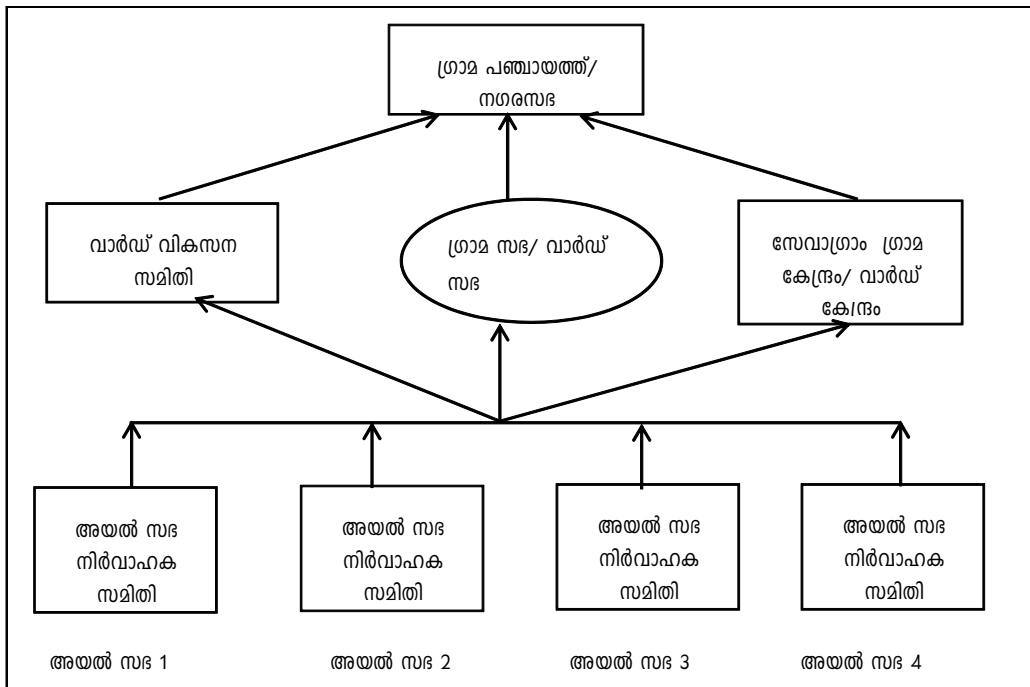 ഗ്രാമ പഞ്ചായത്ത്/
നഗരസഭ
വാർഡ് വികസന
സമിതി
ഗ്രാമ സഭ/ വാർഡ്
സഭ
സേവാഗ്രാം ഗ്രാമ
കേന്ദ്രം/ വാർഡ്
കേന്ദ്രം
അയൽ സഭ
നിർവാഹക
സമിതി
അയൽ സഭ
നിർവാഹക
സമിതി
അയൽ സഭ
നിർവാഹക
സമിതി
അയൽ സഭ
നിർവാഹക
സമിതി
അയൽ സഭ 1
അയൽ സഭ 2
അയൽ സഭ 3
അയൽ സഭ 4